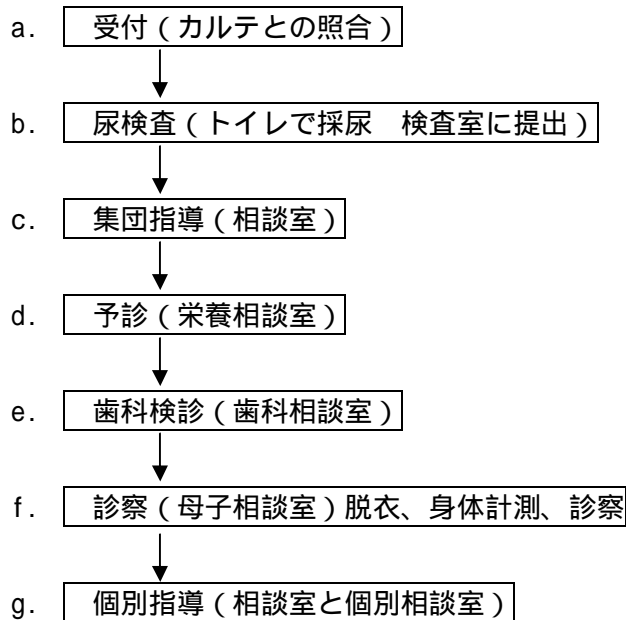 a. 受付（カルテとの照合）
b. 尿検査（トイレで採尿　検査室に提出）
c. 集団指導（相談室）
d. 予診（栄養相談室）
e. 歯科検診（歯科相談室）
f. 診察（母子相談室）脱衣、身体計測、診察
g. 個別指導（相談室と個別相談室）